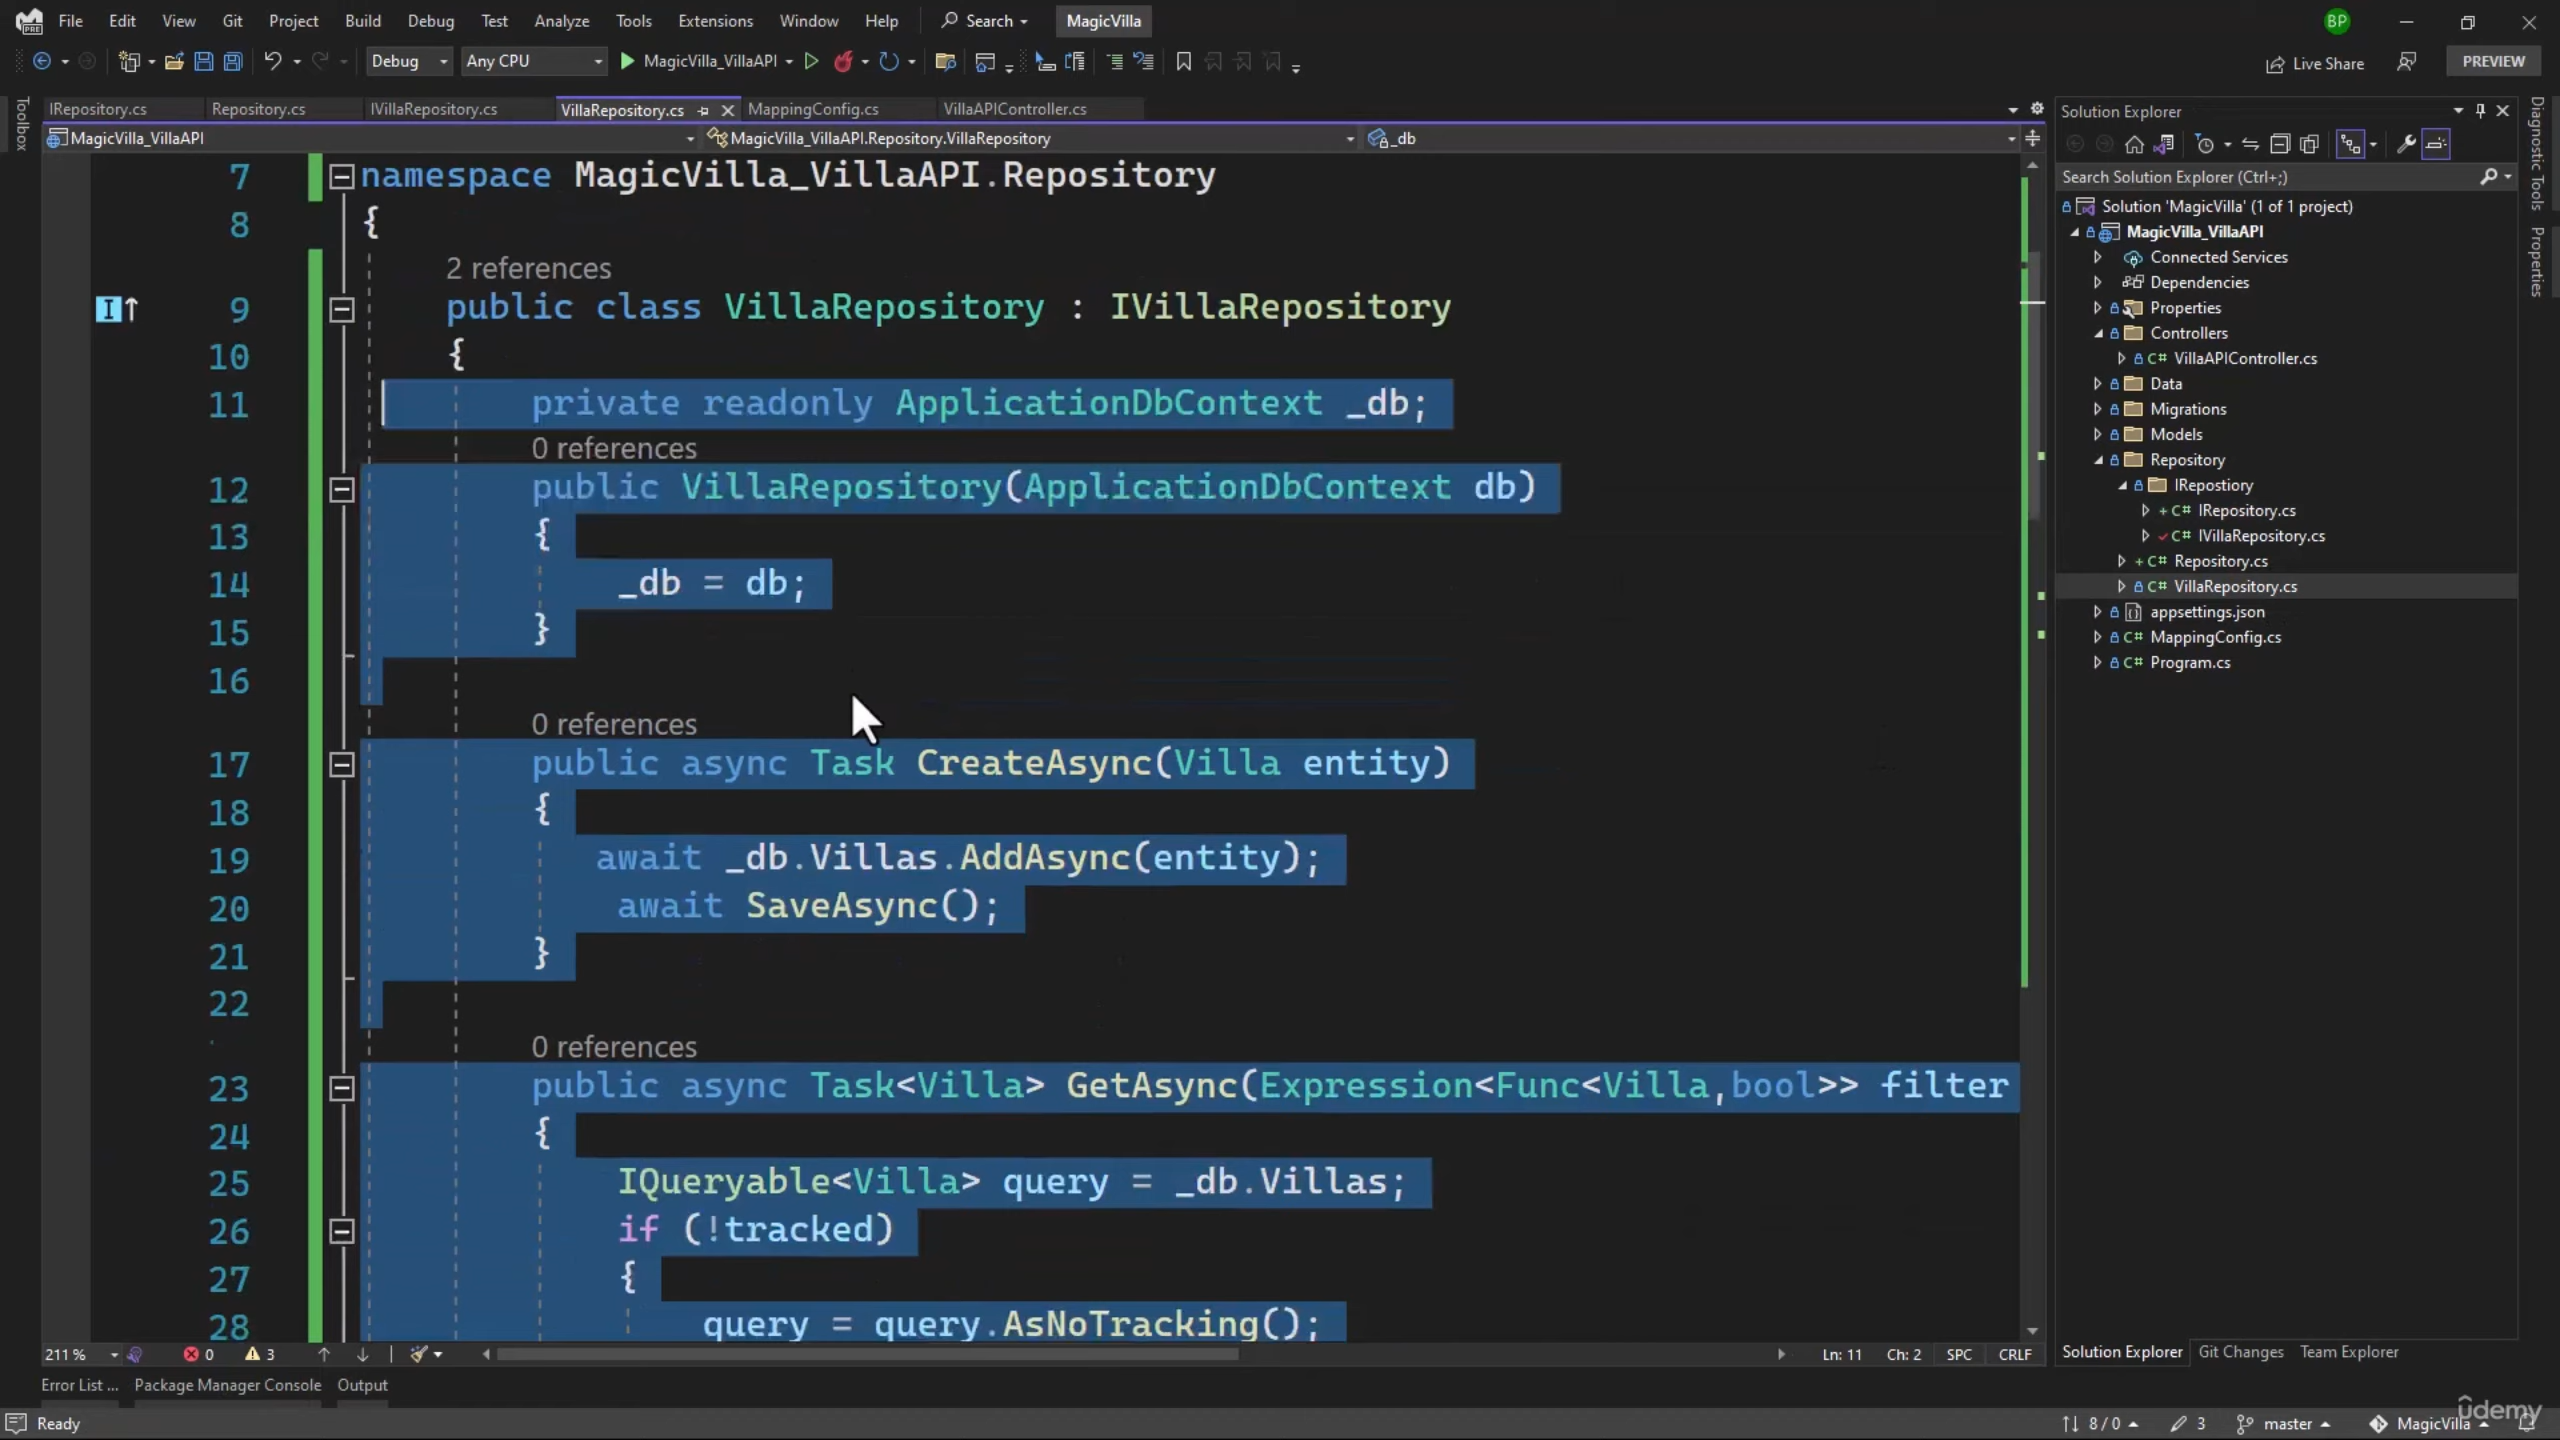 File Edit View Git Project Build Debug Test Analyze Tools Extensions Window Help Search MagicVilla BP
Debug Any CPU MagicVilla_VillaAPI Live Share PREVIEW
Toolbox
IRepository.cs Repository.cs IVillaRepository.cs VillaRepository.cs MappingConfig.cs VillaAPIController.cs
MagicVilla_VillaAPI MagicVilla_VillaAPI.Repository.VillaRepository _db
7 namespace MagicVilla_VillaAPI.Repository
8 {
2 references
9 public class VillaRepository : IVillaRepository
10 {
11 private readonly ApplicationDbContext _db;
0 references
12 public VillaRepository(ApplicationDbContext db)
13 {
14 _db = db;
15 }
16
0 references
17 public async Task CreateAsync(Villa entity)
18 {
19 await _db.Villas.AddAsync(entity);
20 await SaveAsync();
21 }
22
0 references
23 public async Task<Villa> GetAsync(Expression<Func<Villa,bool>> filter
24 {
25 IQueryable<Villa> query = _db.Villas;
26 if (!tracked)
27 {
28 query = query.AsNoTracking();
211 % 0 3 Ln: 11 Ch: 2 SPC CRLF
Error List ... Package Manager Console Output
Solution Explorer
Search Solution Explorer (Ctrl+;)
Solution 'MagicVilla' (1 of 1 project)
MagicVilla_VillaAPI
Connected Services
Dependencies
Properties
Controllers
C# VillaAPIController.cs
Data
Migrations
Models
Repository
IRepostiory
C# IRepository.cs
C# IVillaRepository.cs
C# Repository.cs
C# VillaRepository.cs
appsettings.json
C# MappingConfig.cs
C# Program.cs
Solution Explorer Git Changes Team Explorer
Diagnostic Tools
Properties
Ready 8 / 0 3 master MagicVilla
udemy